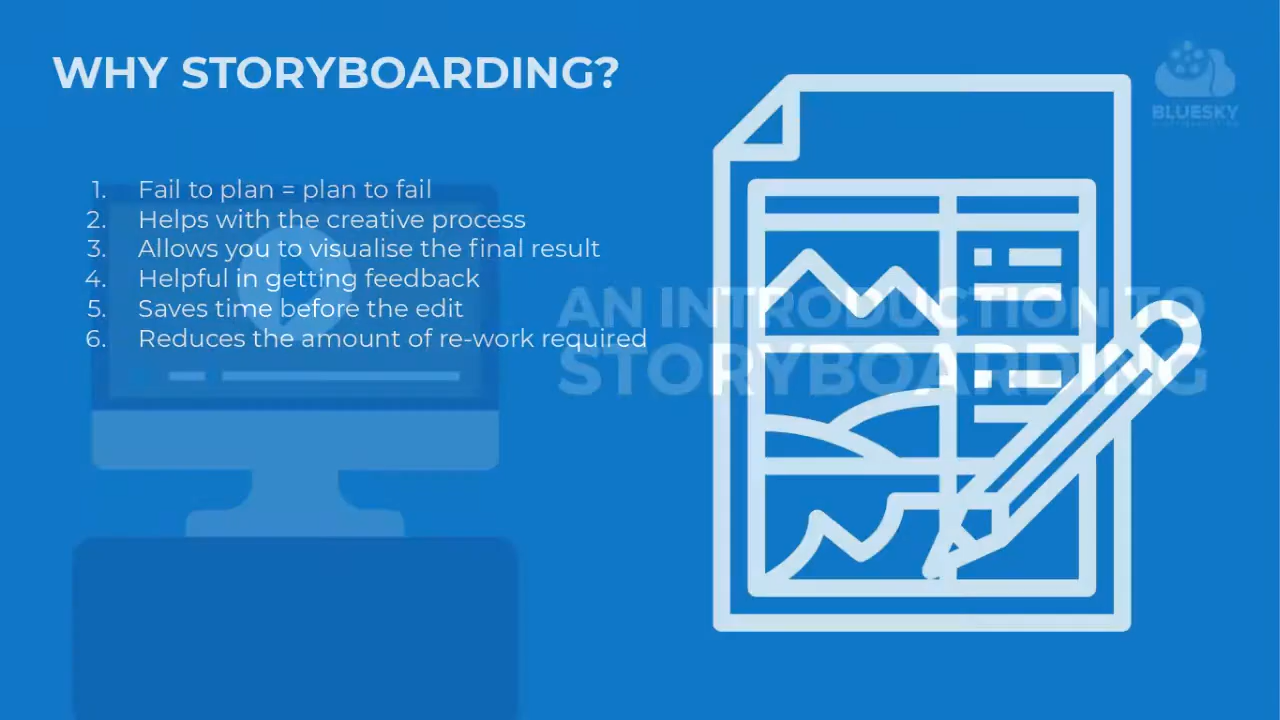 WHY STORYBOARDING?
BLUESKY
1. Fail to plan = plan to fail
2. Helps with the creative process
3. Allows you to visualise the final result
4. Helpful in getting feedback
5. Saves time before the edit
6. Reduces the amount of re-work required
AN INTRODUCTION TO
STORYBOARDING